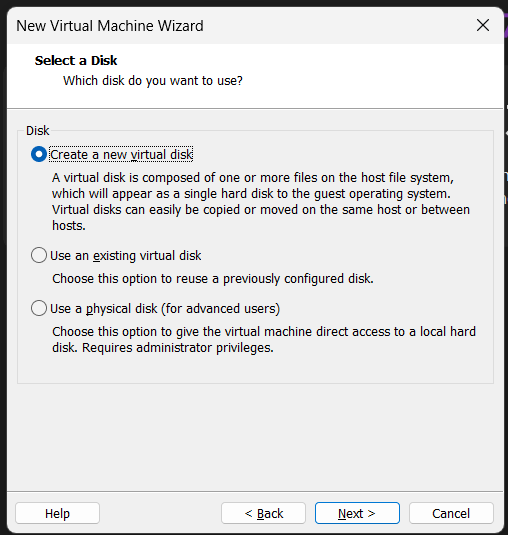 New Virtual Machine Wizard
Select a Disk
Which disk do you want to use?
Disk
Create a new virtual disk
A virtual disk is composed of one or more files on the host file system,
which will appear as a single hard disk to the guest operating system.
Virtual disks can easily be copied or moved on the same host or between
hosts.
Use an existing virtual disk
Choose this option to reuse a previously configured disk.
Use a physical disk (for advanced users)
Choose this option to give the virtual machine direct access to a local hard
disk. Requires administrator privileges.
Help
< Back
Next >
Cancel